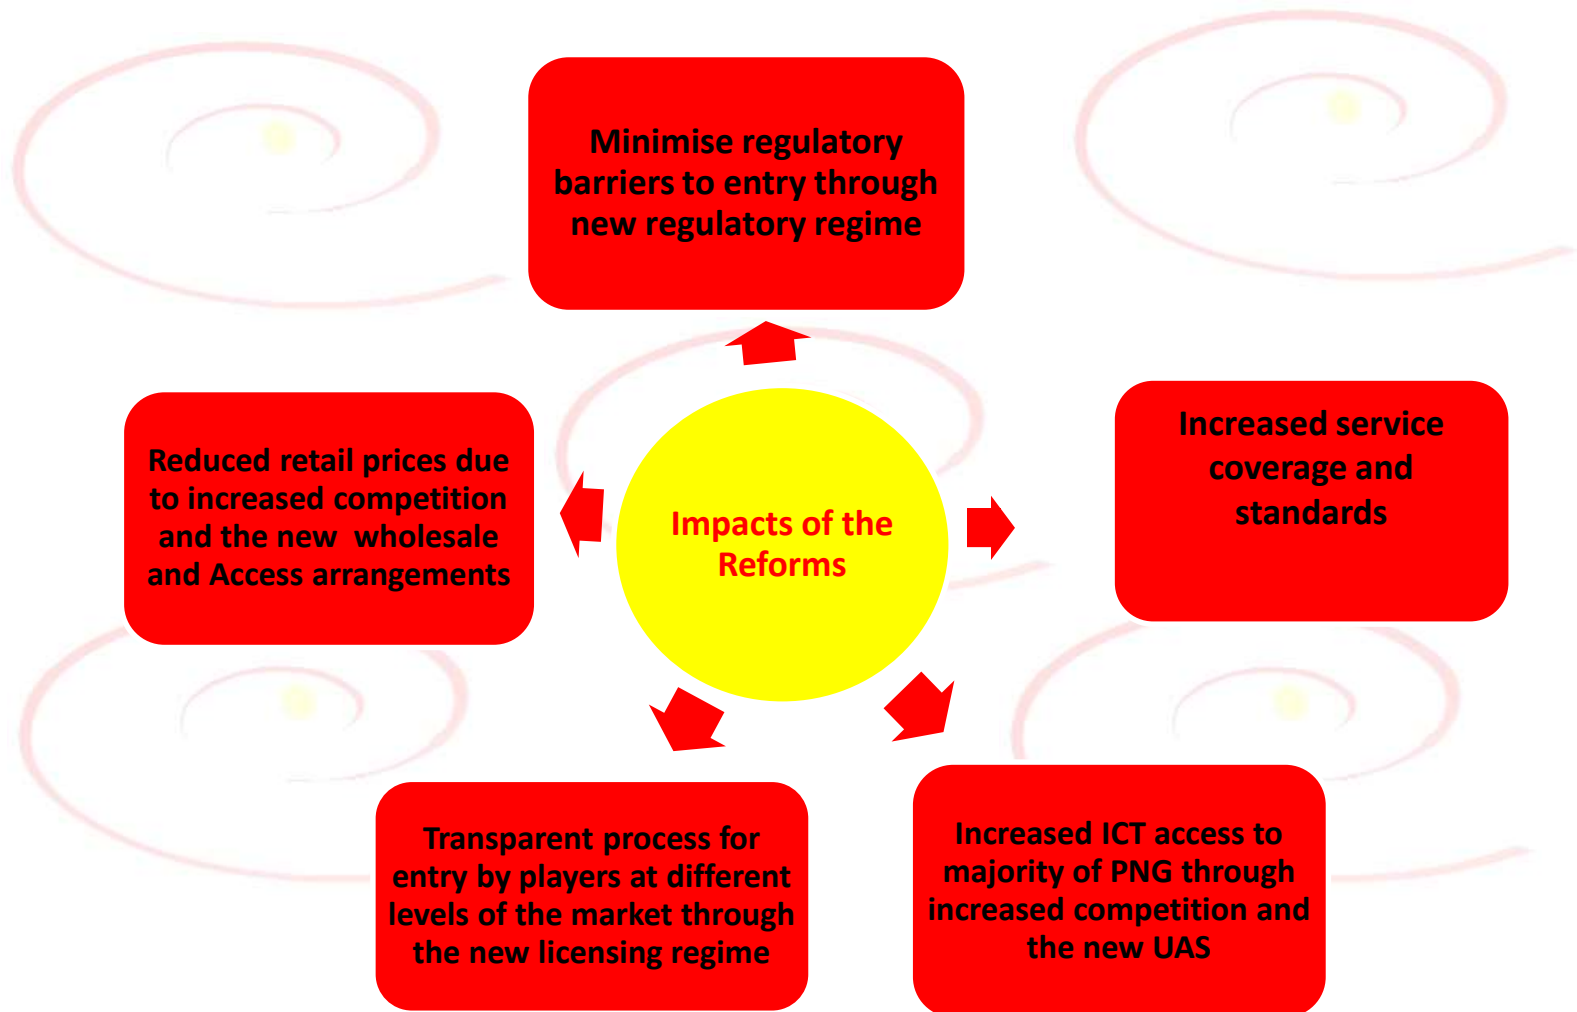 Minimise regulatory
barriers to entry through
new regulatory regime
Increased service
coverage and
standards
Reduced retail prices due
to increased competition
and the new  wholesale
and Access arrangements
Impacts of the
Reforms
Transparent process for
entry by players at different
levels of the market through
the new licensing regime
Increased ICT access to
majority of PNG through
increased competition and
the new UAS